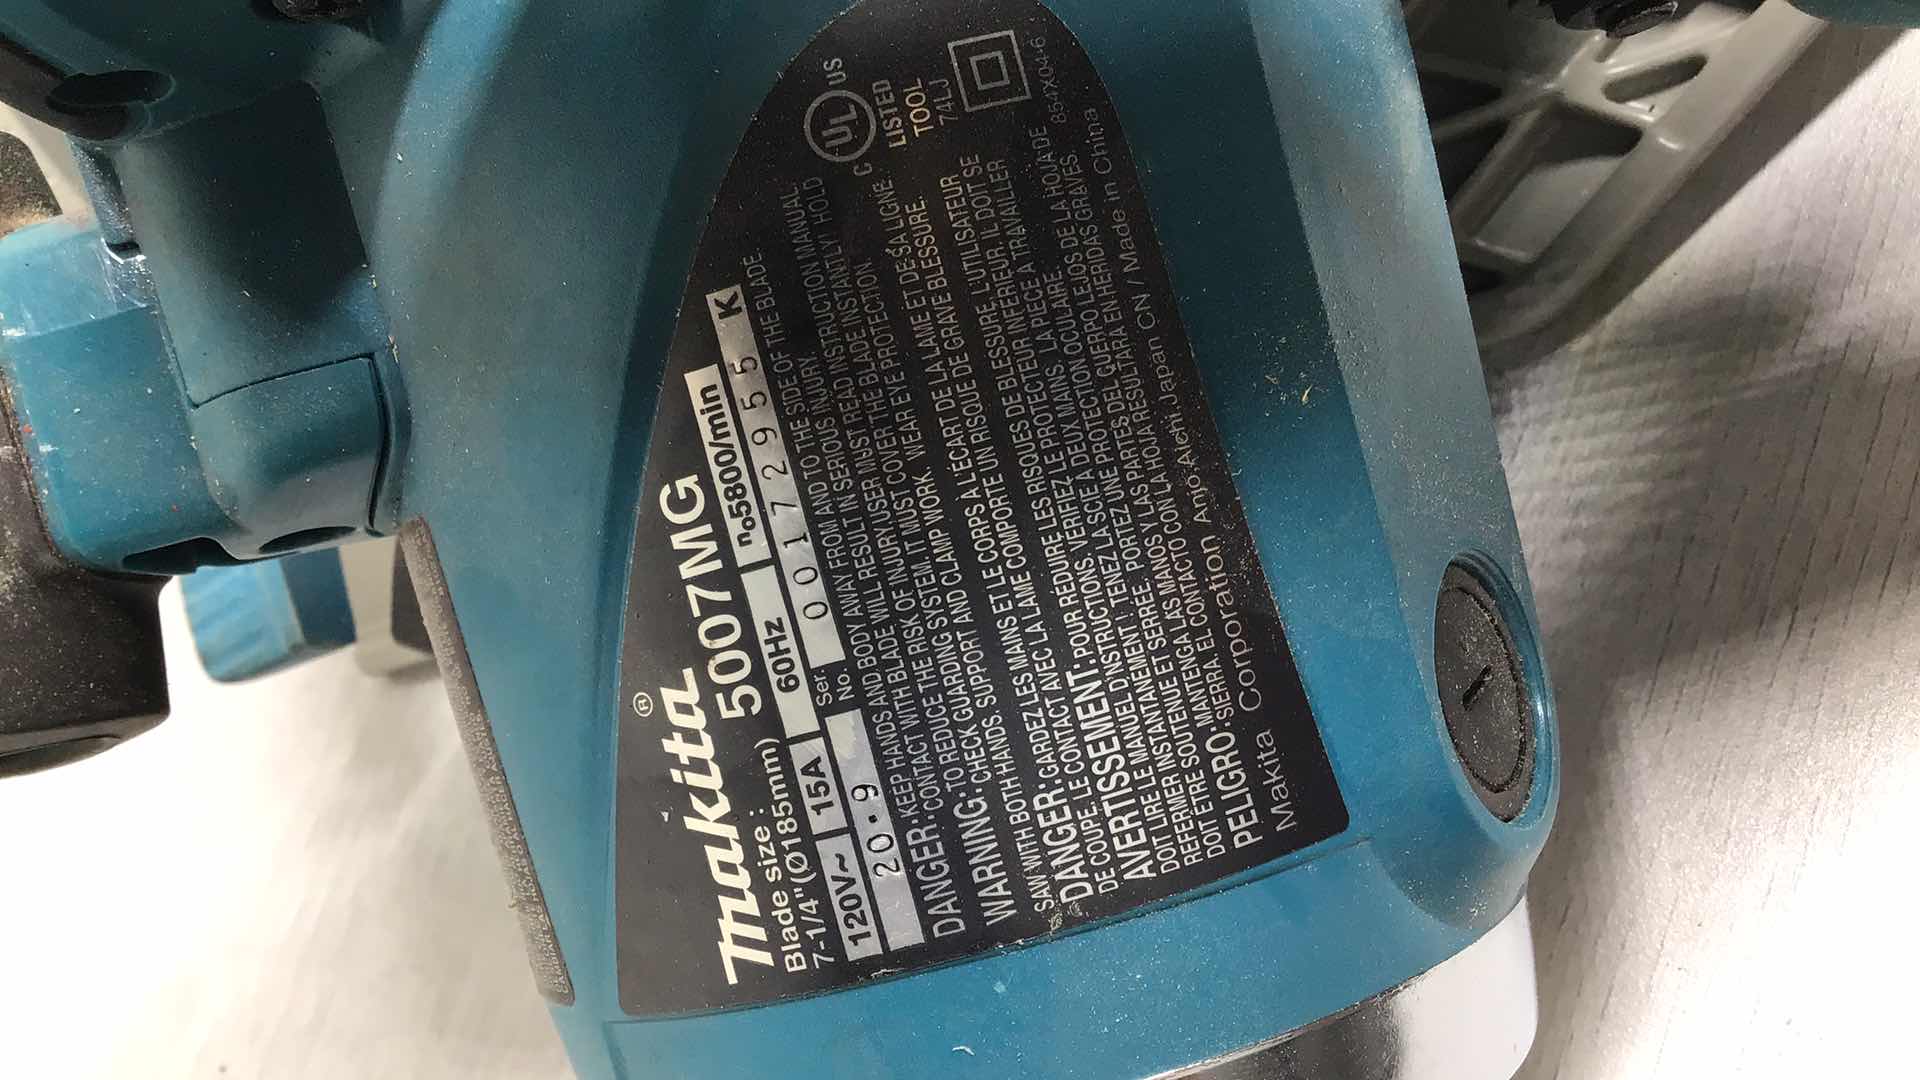 makita®
Blade size : 5007MG
7-1/4"(Ø185mm)
120V~ 15A 60Hz n₀5800/min
20・9 Ser. No. 00172955 K
DANGER・KEEP HANDS AND BODY AWAY FROM AND TO THE SIDE OF THE BLADE.
CONTACT WITH BLADE WILL RESULT IN SERIOUS INJURY.
WARNING・TO REDUCE THE RISK OF INJURY,USER MUST READ INSTRUCTION MANUAL.
CHECK GUARDING SYSTEM. IT MUST COVER THE BLADE INSTANTLY! HOLD
SAW WITH BOTH HANDS. SUPPORT AND CLAMP WORK. WEAR EYE PROTECTION.
DANGER・GARDEZ LES MAINS ET LE CORPS A L'ÉCART DE LA LAME ET DE SA LIGNE
DE COUPE. LE CONTACT AVEC LA LAME COMPORTE UN RISQUE DE GRAVE BLESSURE.
AVERTISSEMENT・POUR RÉDUIRE LES RISQUES DE BLESSURE, L'UTILISATEUR
DOIT LIRE LE MANUEL D'INSTRUCTIONS. VÉRIFIEZ LE PROTECTEUR INFÉRIEUR. IL DOIT SE
REFERMER INSTANTANÉMENT! TENEZ LA SCIE À DEUX MAINS. LA PIÈCE À TRAVAILLER
DOIT ÊTRE SOUTENUE ET SERRÉE. PORTEZ UNE PROTECTION OCULAIRE.
PELIGRO・MANTENGA LAS MANOS Y LAS PARTES DEL CUERPO LEJOS DE LA HOJA DE
SIERRA. EL CONTACTO CON LA HOJA RESULTARÁ EN HERIDAS GRAVES.
Makita Corporation Anjo Aichi Japan CN / Made in China
C UL US
LISTED
TOOL
74LJ